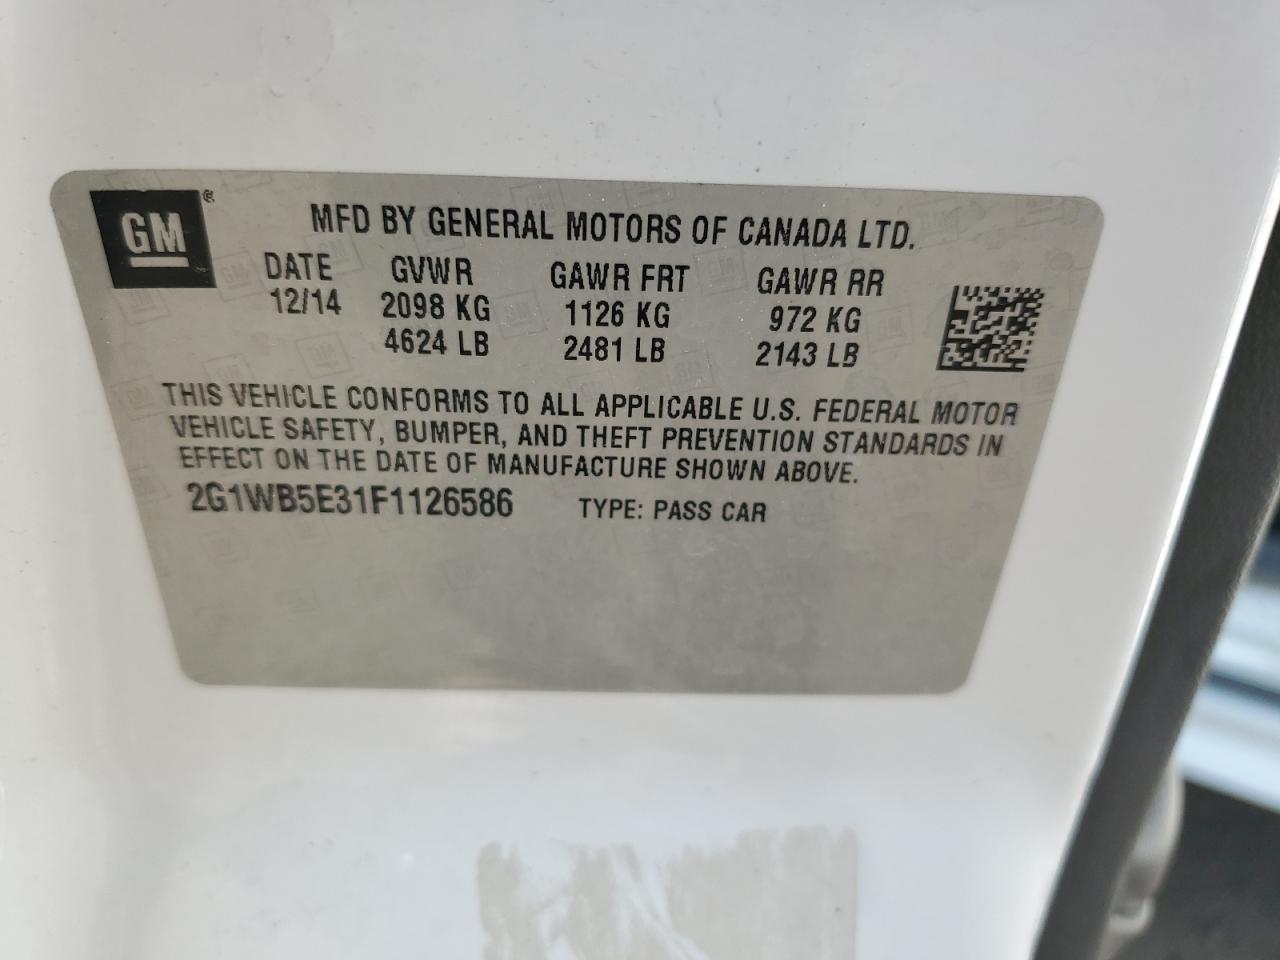 GM ®
MFD BY GENERAL MOTORS OF CANADA LTD.
DATE GVWR GAWR FRT GAWR RR
12/14 2098 KG 1126 KG 972 KG
4624 LB 2481 LB 2143 LB
THIS VEHICLE CONFORMS TO ALL APPLICABLE U.S. FEDERAL MOTOR
VEHICLE SAFETY, BUMPER, AND THEFT PREVENTION STANDARDS IN
EFFECT ON THE DATE OF MANUFACTURE SHOWN ABOVE.
2G1WB5E31F1126586 TYPE: PASS CAR